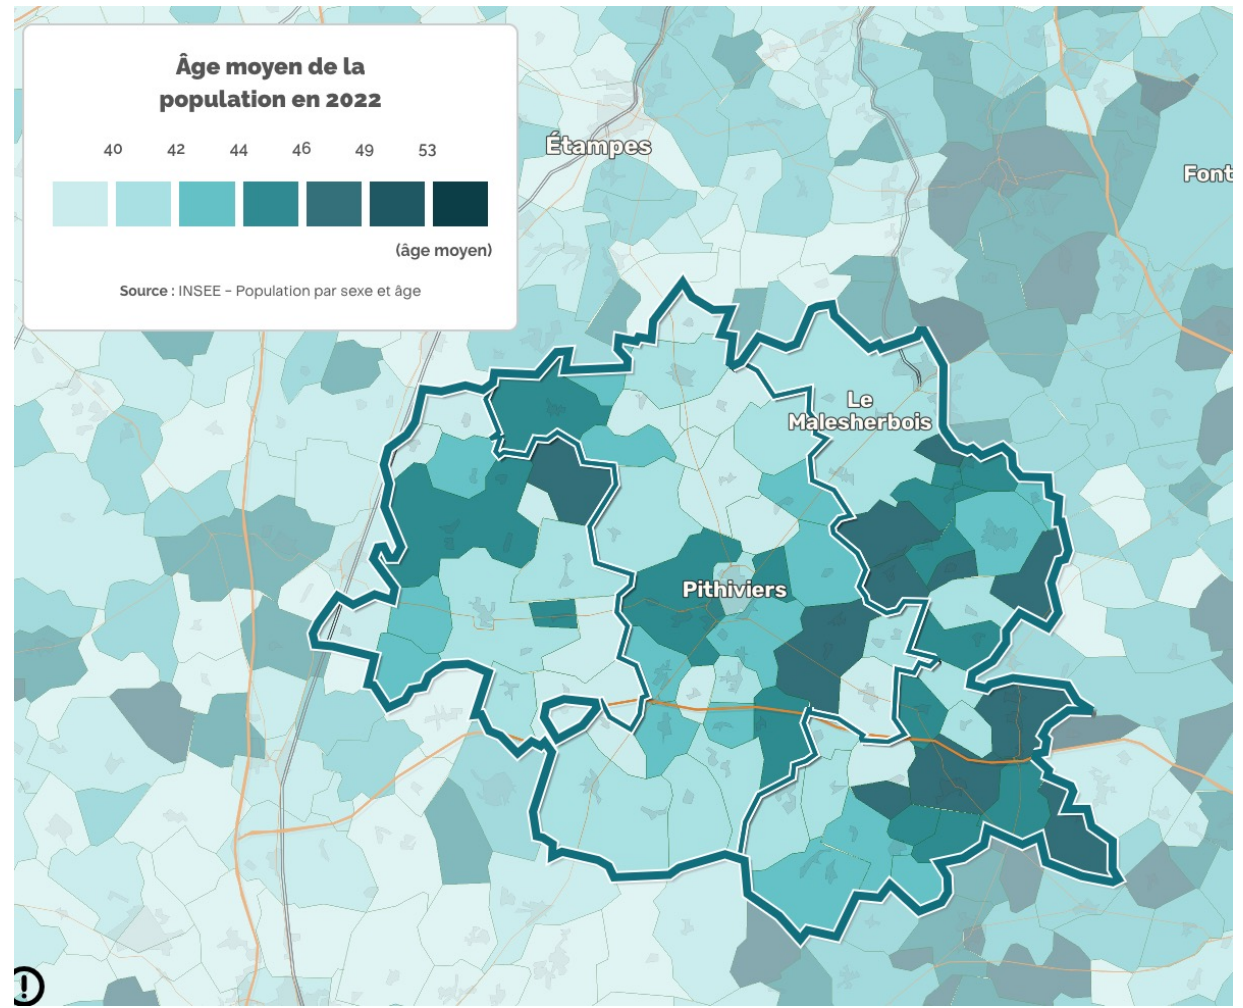 Âge moyen de la
population en 2022
40 42 44 46 49 53
(âge moyen)
Source : INSEE – Population par sexe et âge
Étampes
Font
Le
Malesherbois
Pithiviers